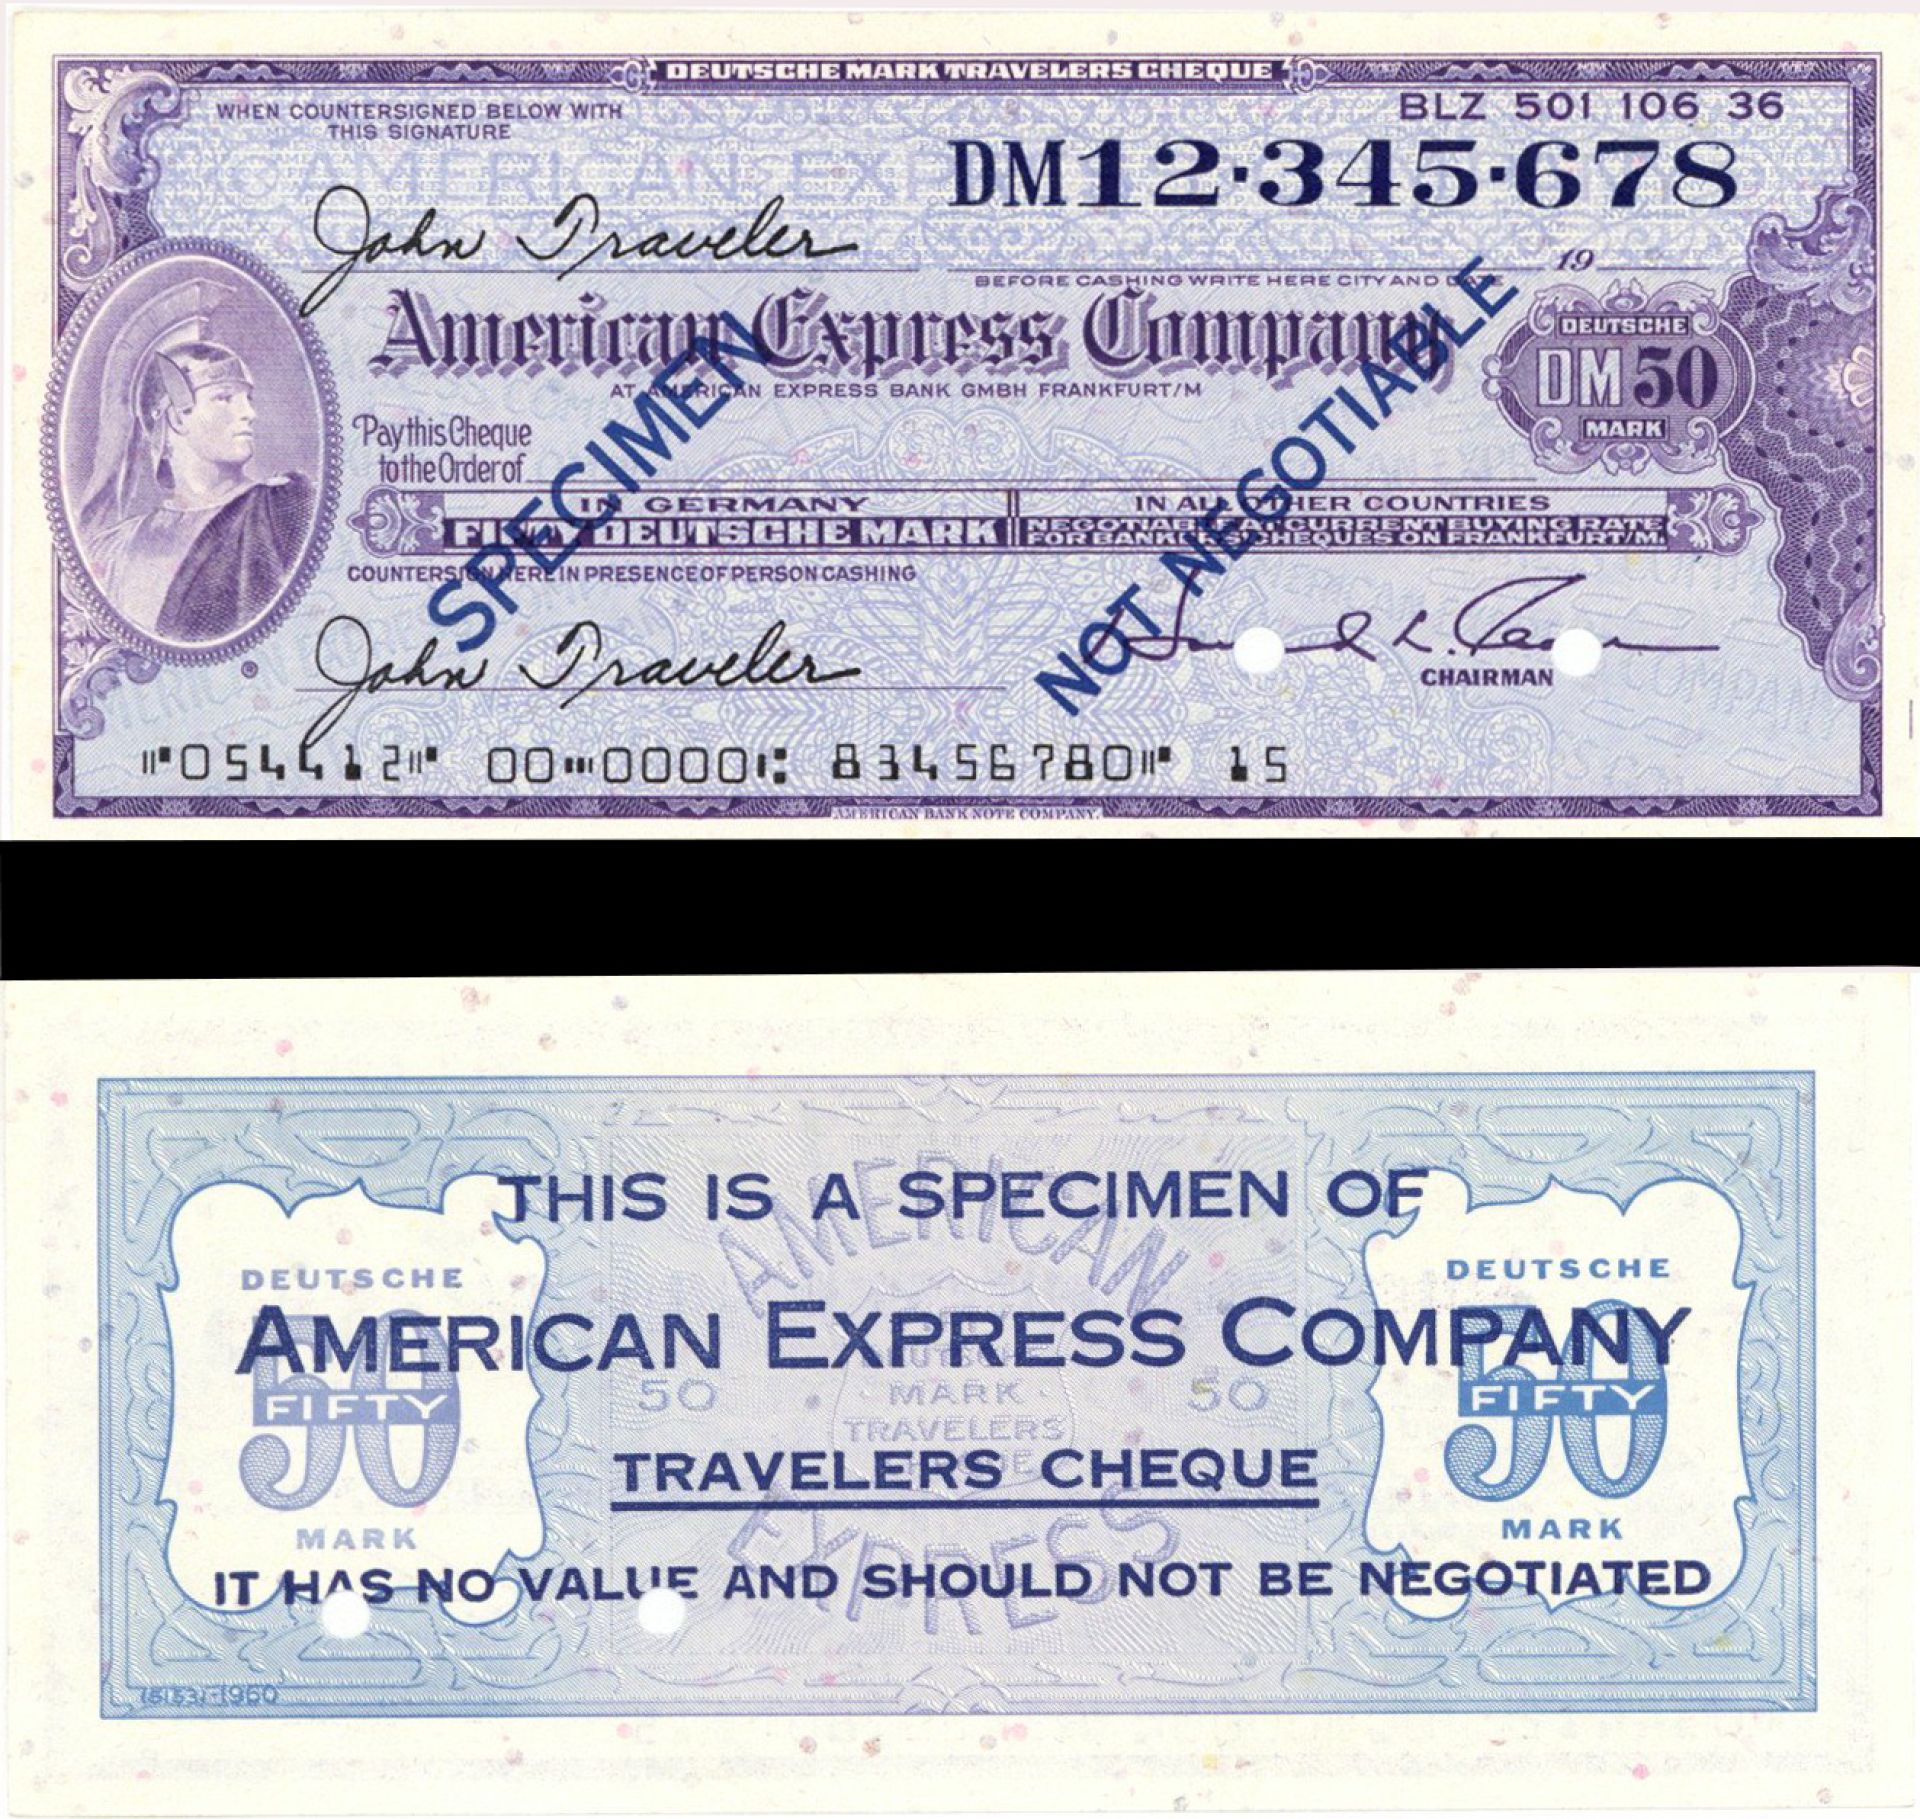 DEUTSCHE MARK TRAVELERS CHEQUE
WHEN COUNTERSIGNED BELOW WITH
THIS SIGNATURE
BLZ 501 106 36
DM12·345·678
John Traveler
19
BEFORE CASHING WRITE HERE CITY AND DATE
American Express Company
AT AMERICAN EXPRESS BANK GMBH FRANKFURT/M
DEUTSCHE
DM 50
MARK
Pay this Cheque
to the Order of
SPECIMEN
NOT NEGOTIABLE
IN GERMANY
FIFTY DEUTSCHE MARK
IN ALL OTHER COUNTRIES
NEGOTIABLE AT CURRENT BUYING RATE
FOR BANKERS CHEQUES ON FRANKFURT/M.
COUNTERSIGN HERE IN PRESENCE OF PERSON CASHING
John Traveler
CHAIRMAN
⑈054412⑈ 00⑉0000⑆ 83456780⑈ 15
AMERICAN BANK NOTE COMPANY.
THIS IS A SPECIMEN OF
AMERICAN
DEUTSCHE
DEUTSCHE
AMERICAN EXPRESS COMPANY
50 FIFTY
50
MARK
50
50 FIFTY
TRAVELERS
TRAVELERS CHEQUE
EXPRESS
MARK
MARK
IT HAS NO VALUE AND SHOULD NOT BE NEGOTIATED